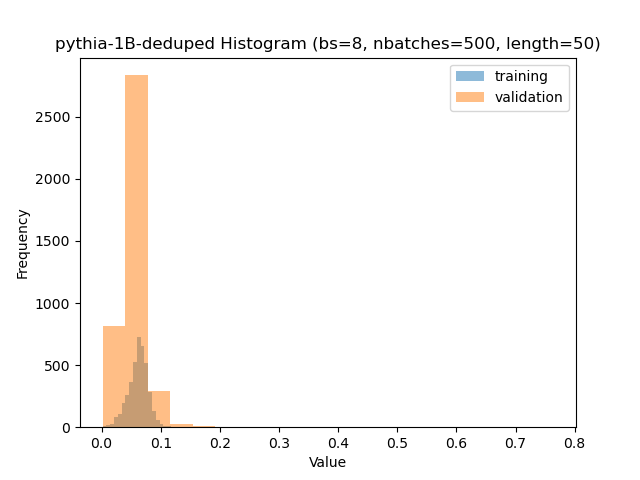 pythia-1B-deduped Histogram (bs=8, nbatches=500, length=50)
training
validation
2500
2000
1500
1000
500
0
Frequency
0.0 0.1 0.2 0.3 0.4 0.5 0.6 0.7 0.8
Value